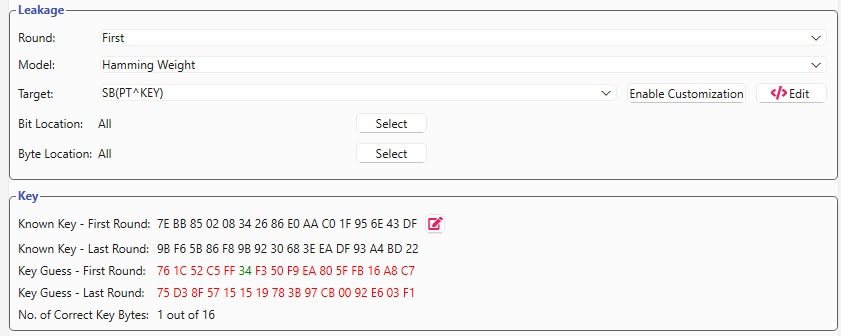 Leakage
Round: First
Model: Hamming Weight
Target: SB(PT^KEY) Enable Customization </> Edit
Bit Location: All Select
Byte Location: All Select
Key
Known Key - First Round: 7E BB 85 02 08 34 26 86 E0 AA C0 1F 95 6E 43 DF
Known Key - Last Round: 9B F6 5B 86 F8 9B 92 30 68 3E EA DF 93 A4 BD 22
Key Guess - First Round: 76 1C 52 C5 FF 34 F3 50 F9 EA 80 5F FB 16 A8 C7
Key Guess - Last Round: 75 D3 8F 57 15 15 19 78 3B 97 CB 00 92 E6 03 F1
No. of Correct Key Bytes: 1 out of 16